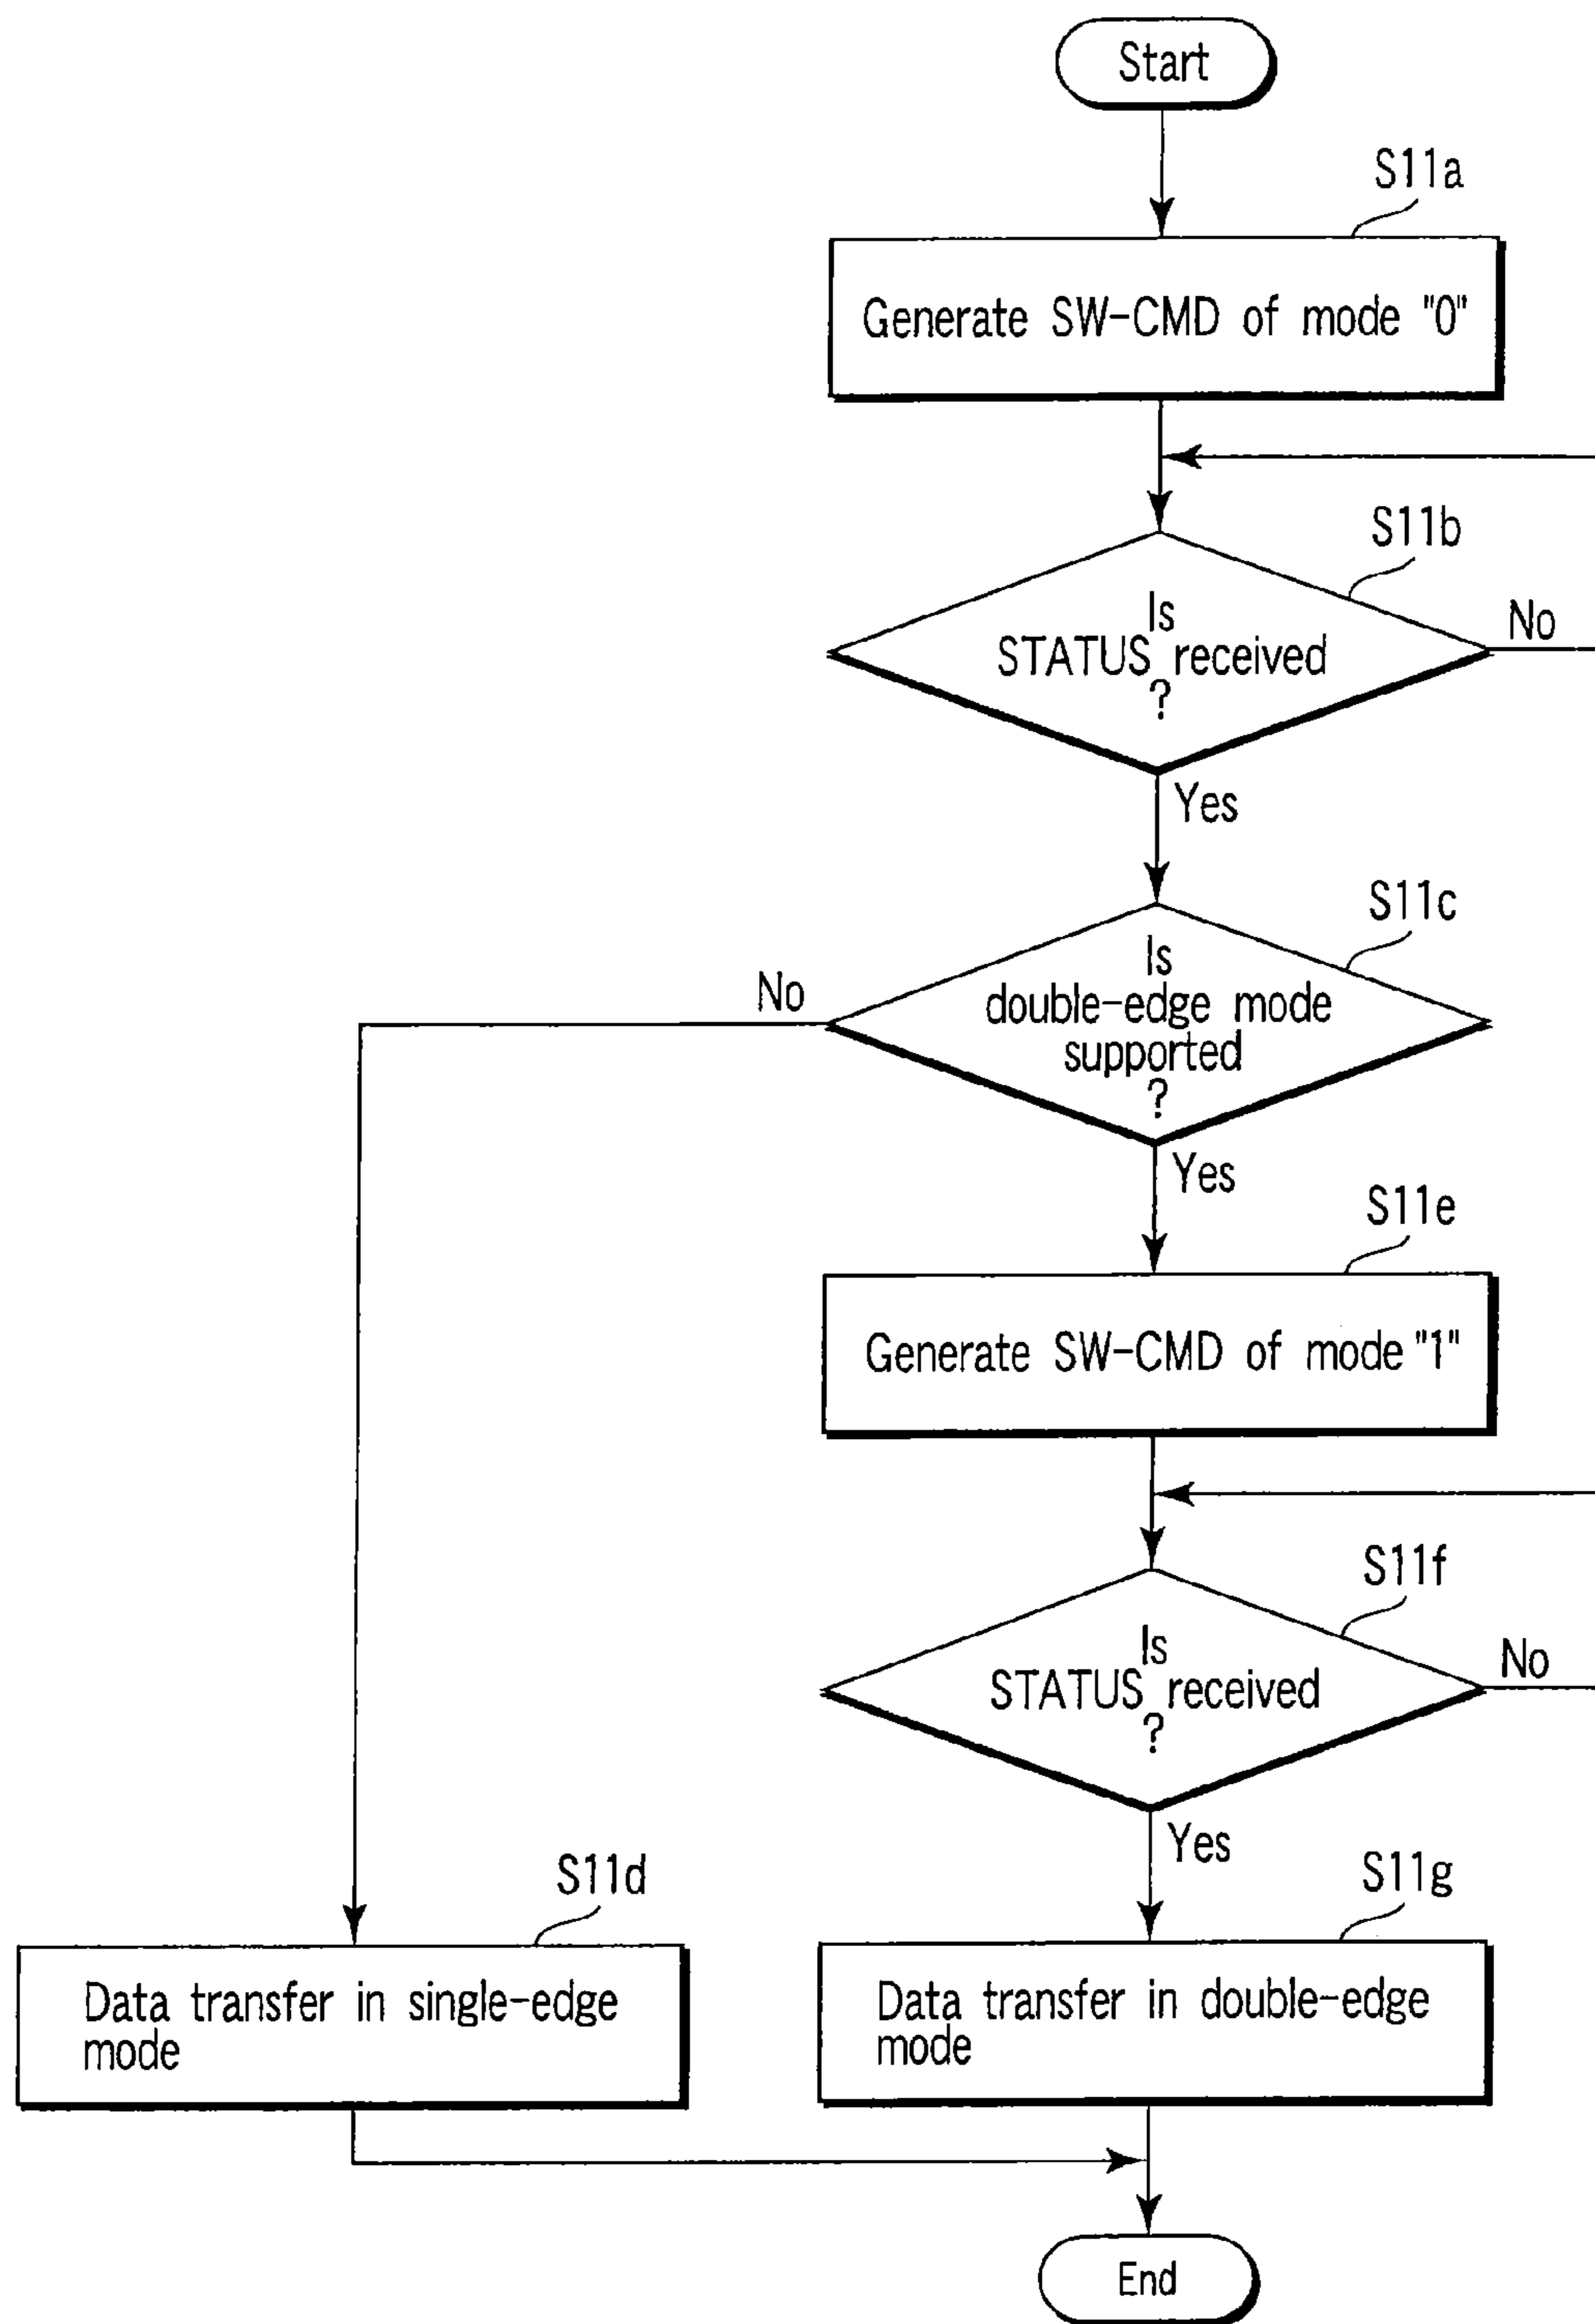 Start
S11a
Generate SW-CMD of mode "0"
S11b
Is
STATUS received
?
No
Yes
S11c
Is
double-edge mode
supported
?
No
Yes
S11e
Generate SW-CMD of mode "1"
S11f
Is
STATUS received
?
No
Yes
S11d
Data transfer in single-edge
mode
S11g
Data transfer in double-edge
mode
End